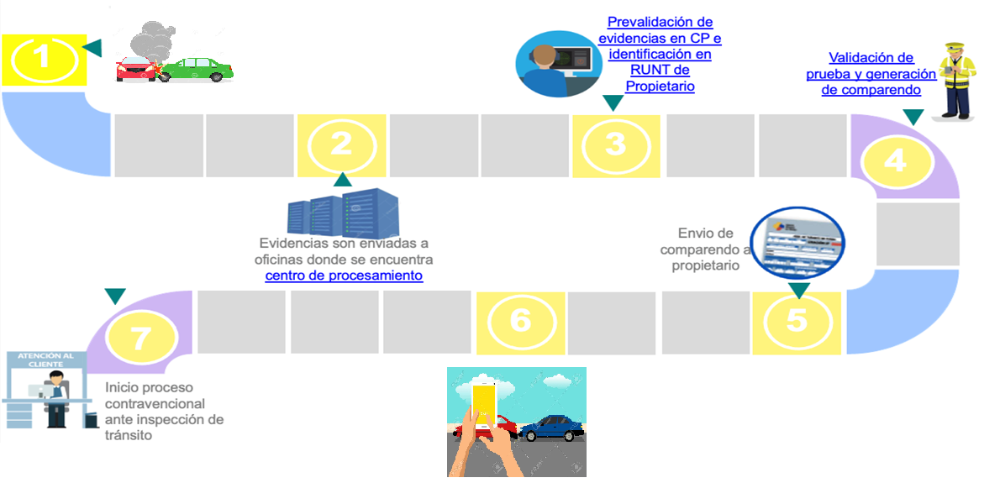 1
Prevalidación de
evidencias en CP e
identificación en
RUNT de
Propietario
Validación de
prueba y generación
de comparendo
2
3
4
Evidencias son enviadas a
oficinas donde se encuentra
centro de procesamiento
Envio de
comparendo a
propietario
7
6
5
ATENCIÓN AL
CLIENTE
Inicio proceso
contravencional
ante inspección de
tránsito